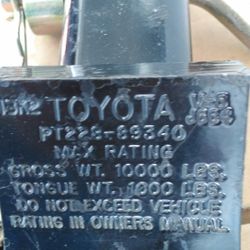 TOYOTA
PT228-89340
MAX RATING
GROSS WT. 10000 LBS.
TONGUE WT. 1000 LBS.
DO NOT EXCEED VEHICLE
RATING IN OWNERS MANUAL